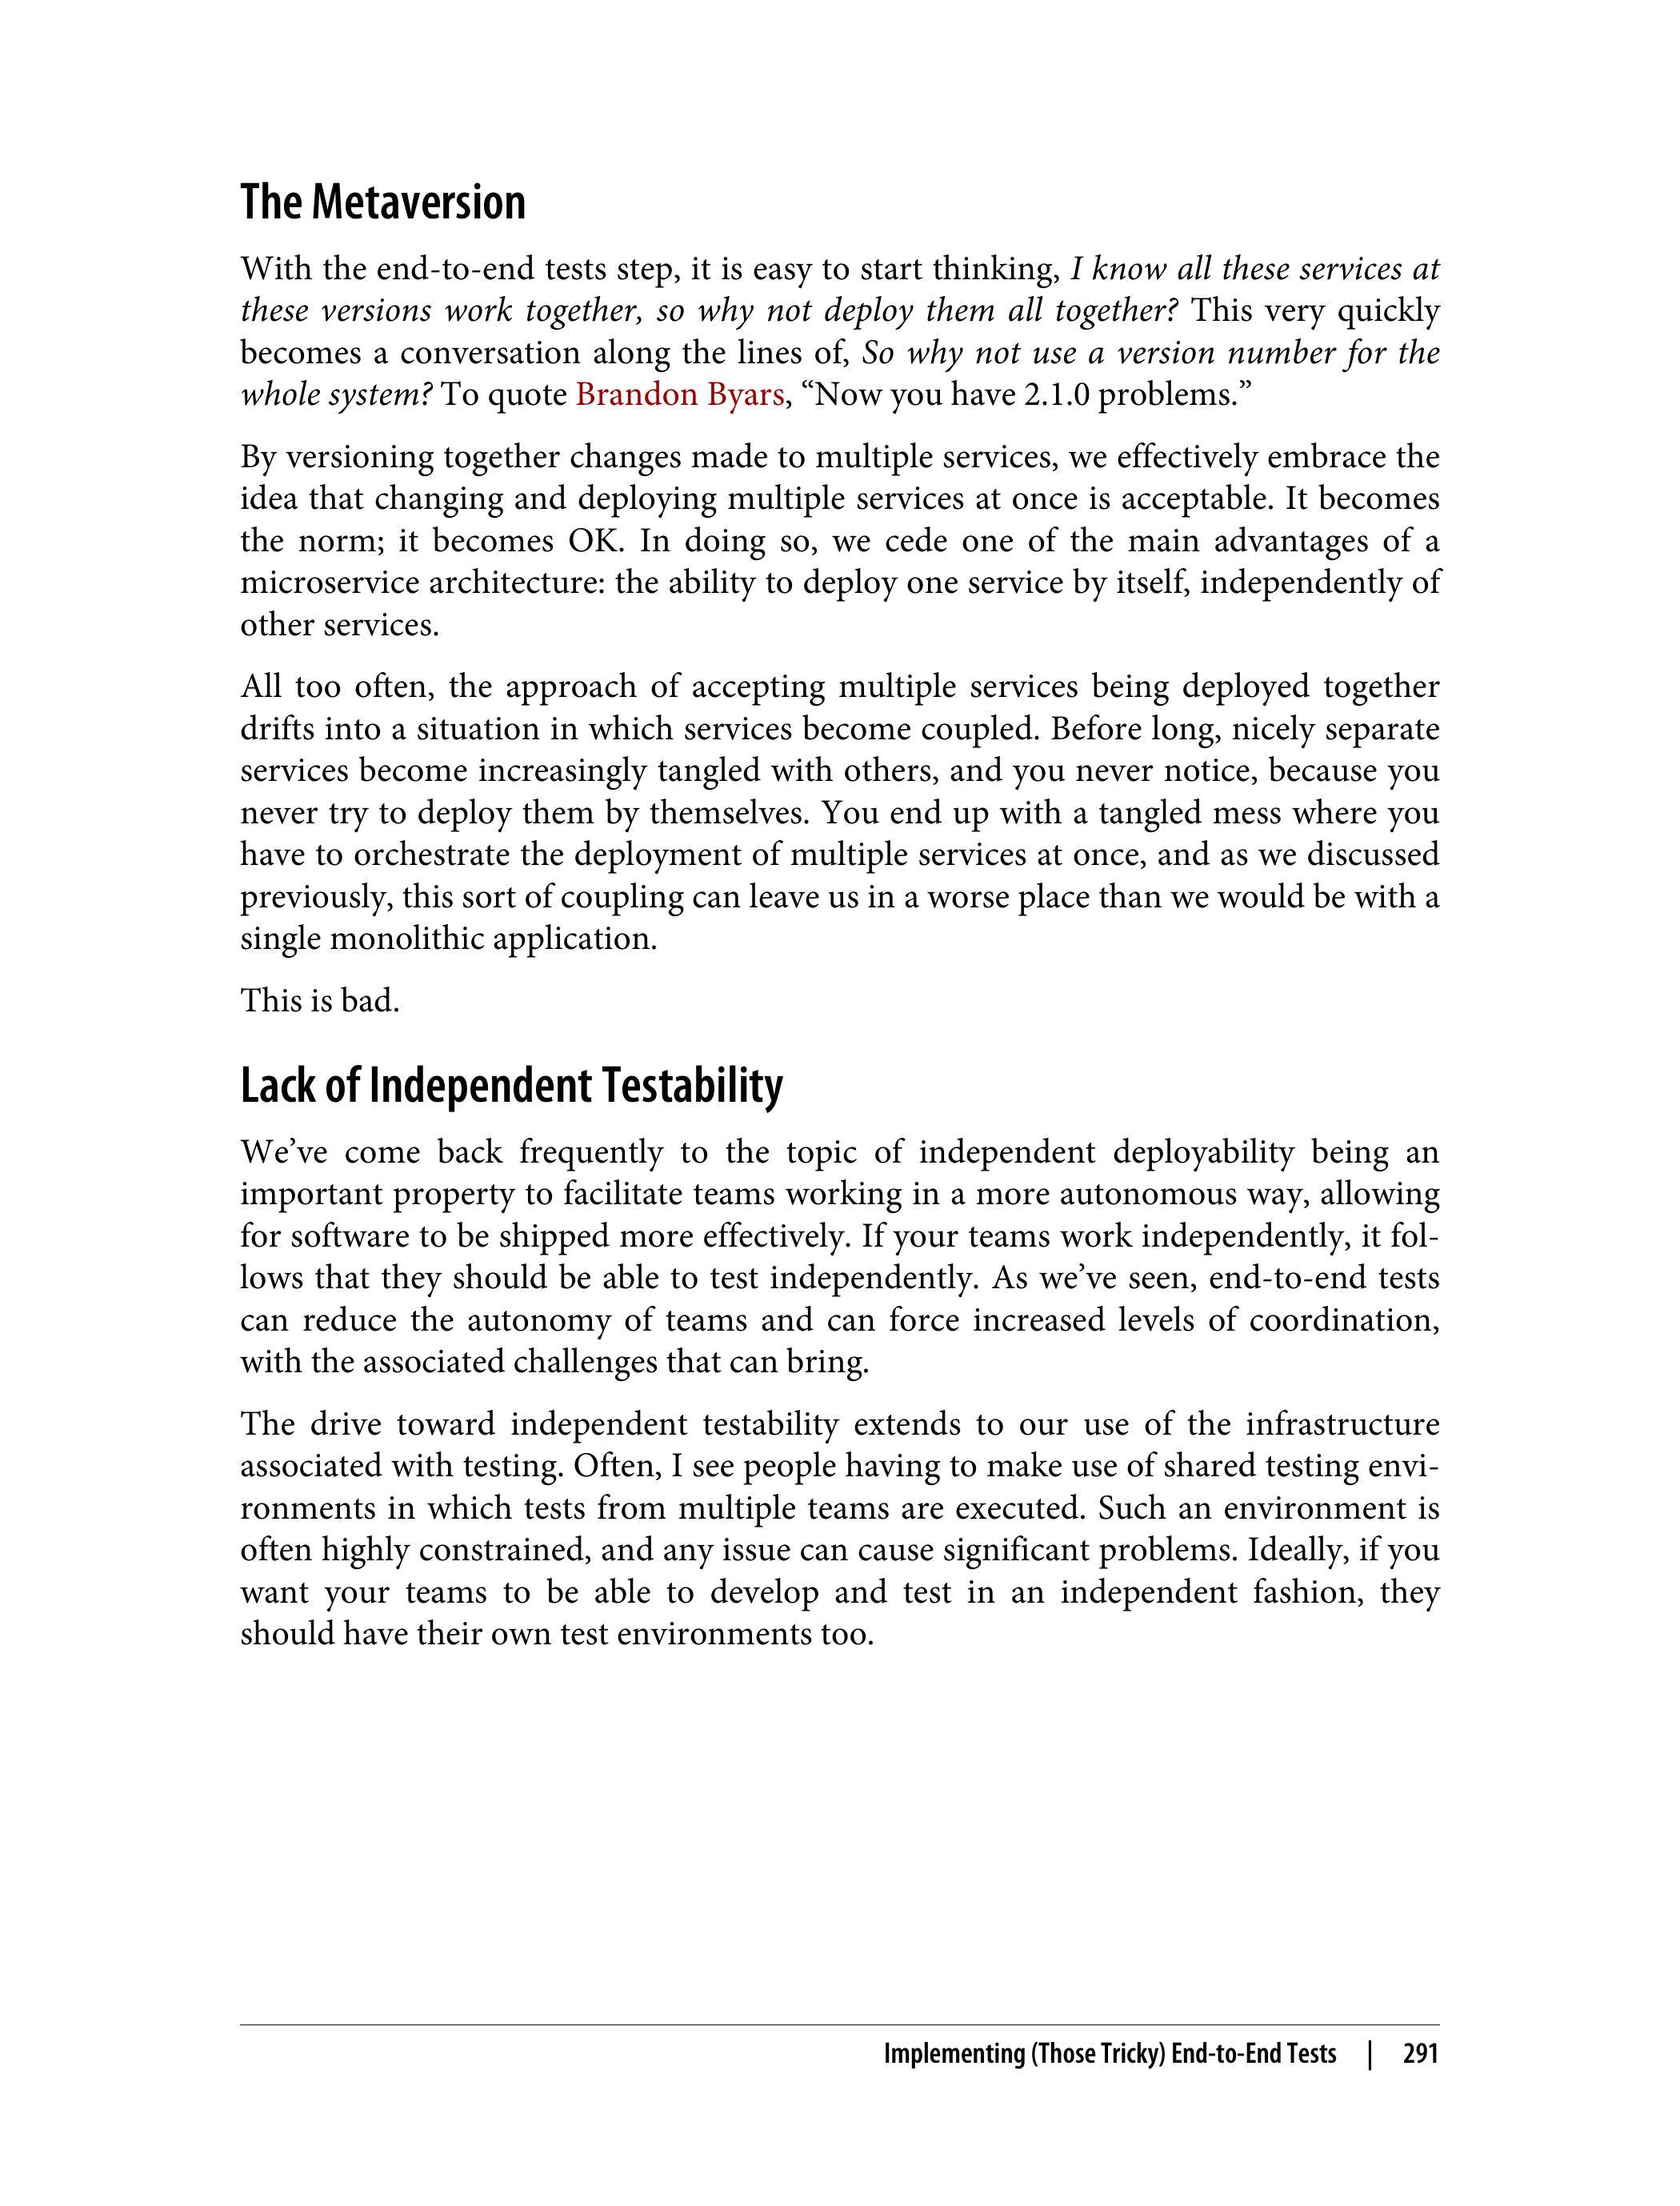 The Metaversion
With the end-to-end tests step, it is easy to start thinking, I know all these services at
these versions work together, so why not deploy them all together? This very quickly
becomes a conversation along the lines of, So why not use a version number for the
whole system? To quote Brandon Byars, “Now you have 2.1.0 problems.”
By versioning together changes made to multiple services, we effectively embrace the
idea that changing and deploying multiple services at once is acceptable. It becomes
the norm; it becomes OK. In doing so, we cede one of the main advantages of a
microservice architecture: the ability to deploy one service by itself, independently of
other services.
All too often, the approach of accepting multiple services being deployed together
drifts into a situation in which services become coupled. Before long, nicely separate
services become increasingly tangled with others, and you never notice, because you
never try to deploy them by themselves. You end up with a tangled mess where you
have to orchestrate the deployment of multiple services at once, and as we discussed
previously, this sort of coupling can leave us in a worse place than we would be with a
single monolithic application.
This is bad.
Lack of Independent Testability
We’ve come back frequently to the topic of independent deployability being an
important property to facilitate teams working in a more autonomous way, allowing
for software to be shipped more effectively. If your teams work independently, it fol-
lows that they should be able to test independently. As we’ve seen, end-to-end tests
can reduce the autonomy of teams and can force increased levels of coordination,
with the associated challenges that can bring.
The drive toward independent testability extends to our use of the infrastructure
associated with testing. Often, I see people having to make use of shared testing envi-
ronments in which tests from multiple teams are executed. Such an environment is
often highly constrained, and any issue can cause significant problems. Ideally, if you
want your teams to be able to develop and test in an independent fashion, they
should have their own test environments too.
Implementing (Those Tricky) End-to-End Tests | 291